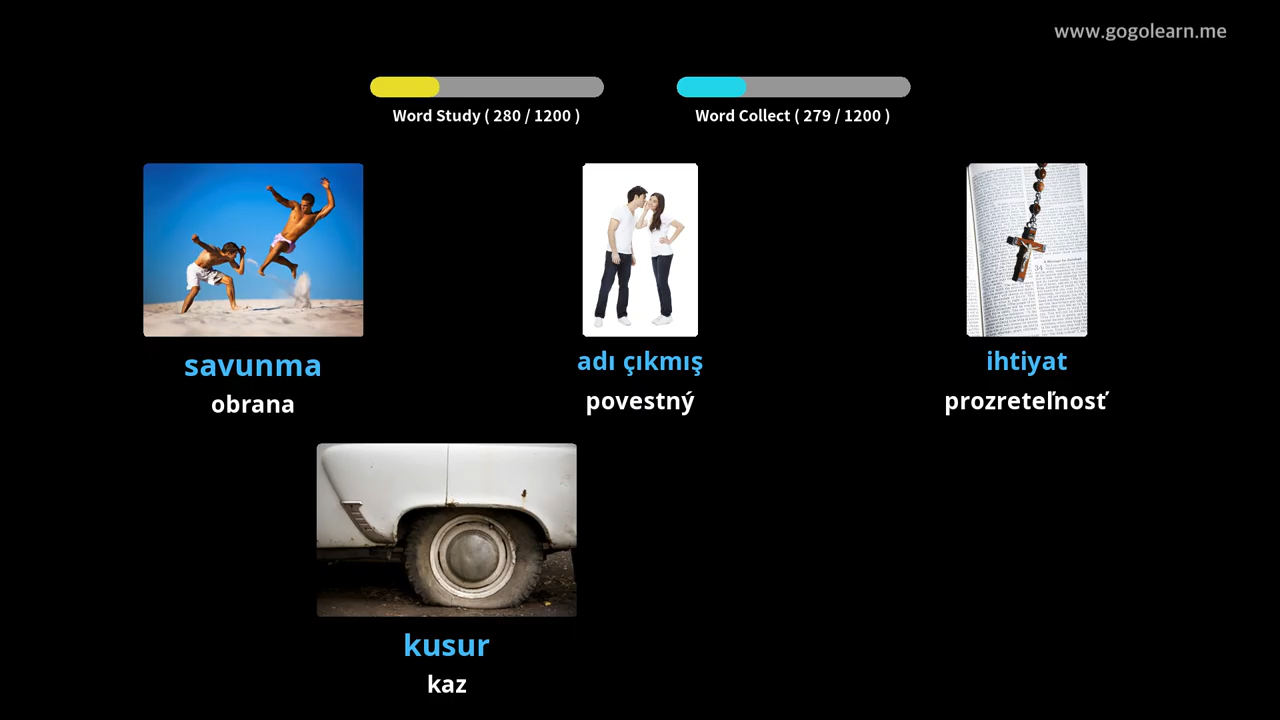 www.gogolearn.me
Word Study ( 280 / 1200 )
Word Collect ( 279 / 1200 )
savunma
obrana
adı çıkmış
povestný
ihtiyat
prozreteľnosť
kusur
kaz